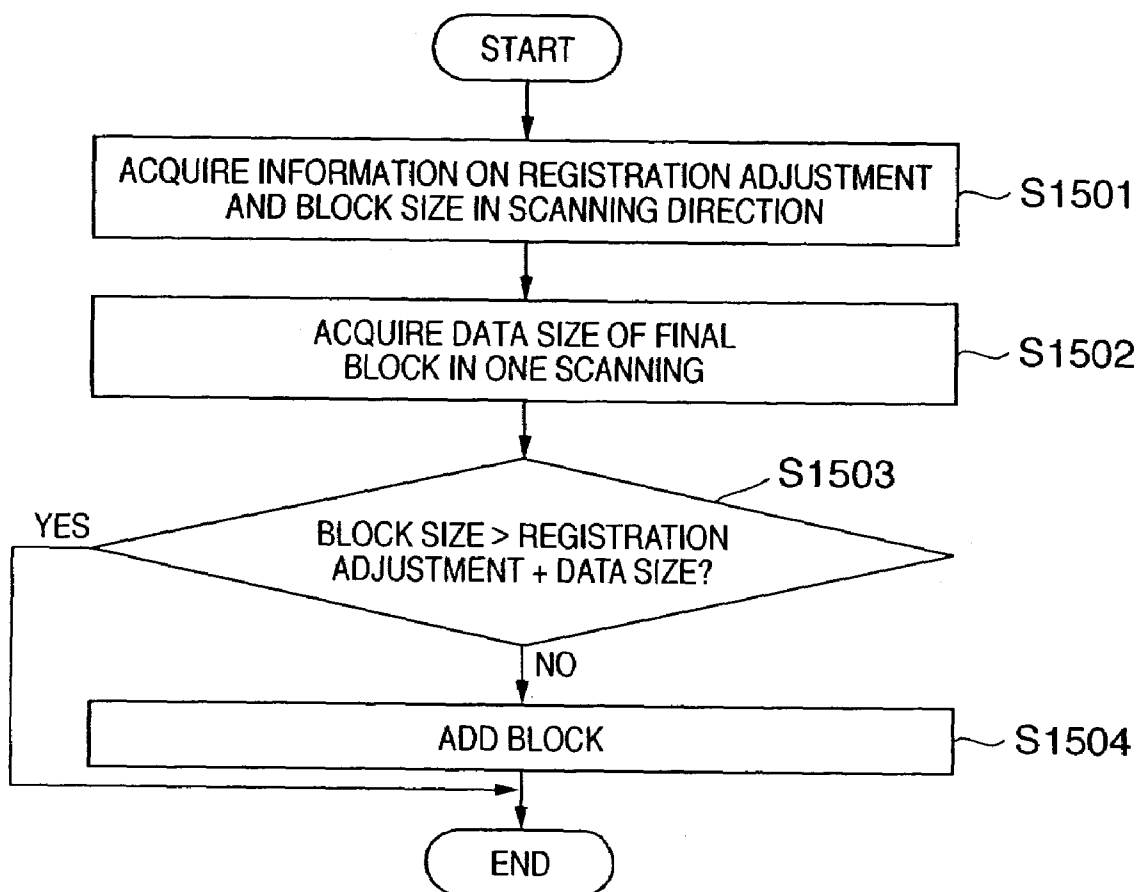 START
ACQUIRE INFORMATION ON REGISTRATION ADJUSTMENT
AND BLOCK SIZE IN SCANNING DIRECTION
S1501
ACQUIRE DATA SIZE OF FINAL
BLOCK IN ONE SCANNING
S1502
S1503
YES
BLOCK SIZE > REGISTRATION
ADJUSTMENT + DATA SIZE?
NO
ADD BLOCK
S1504
END